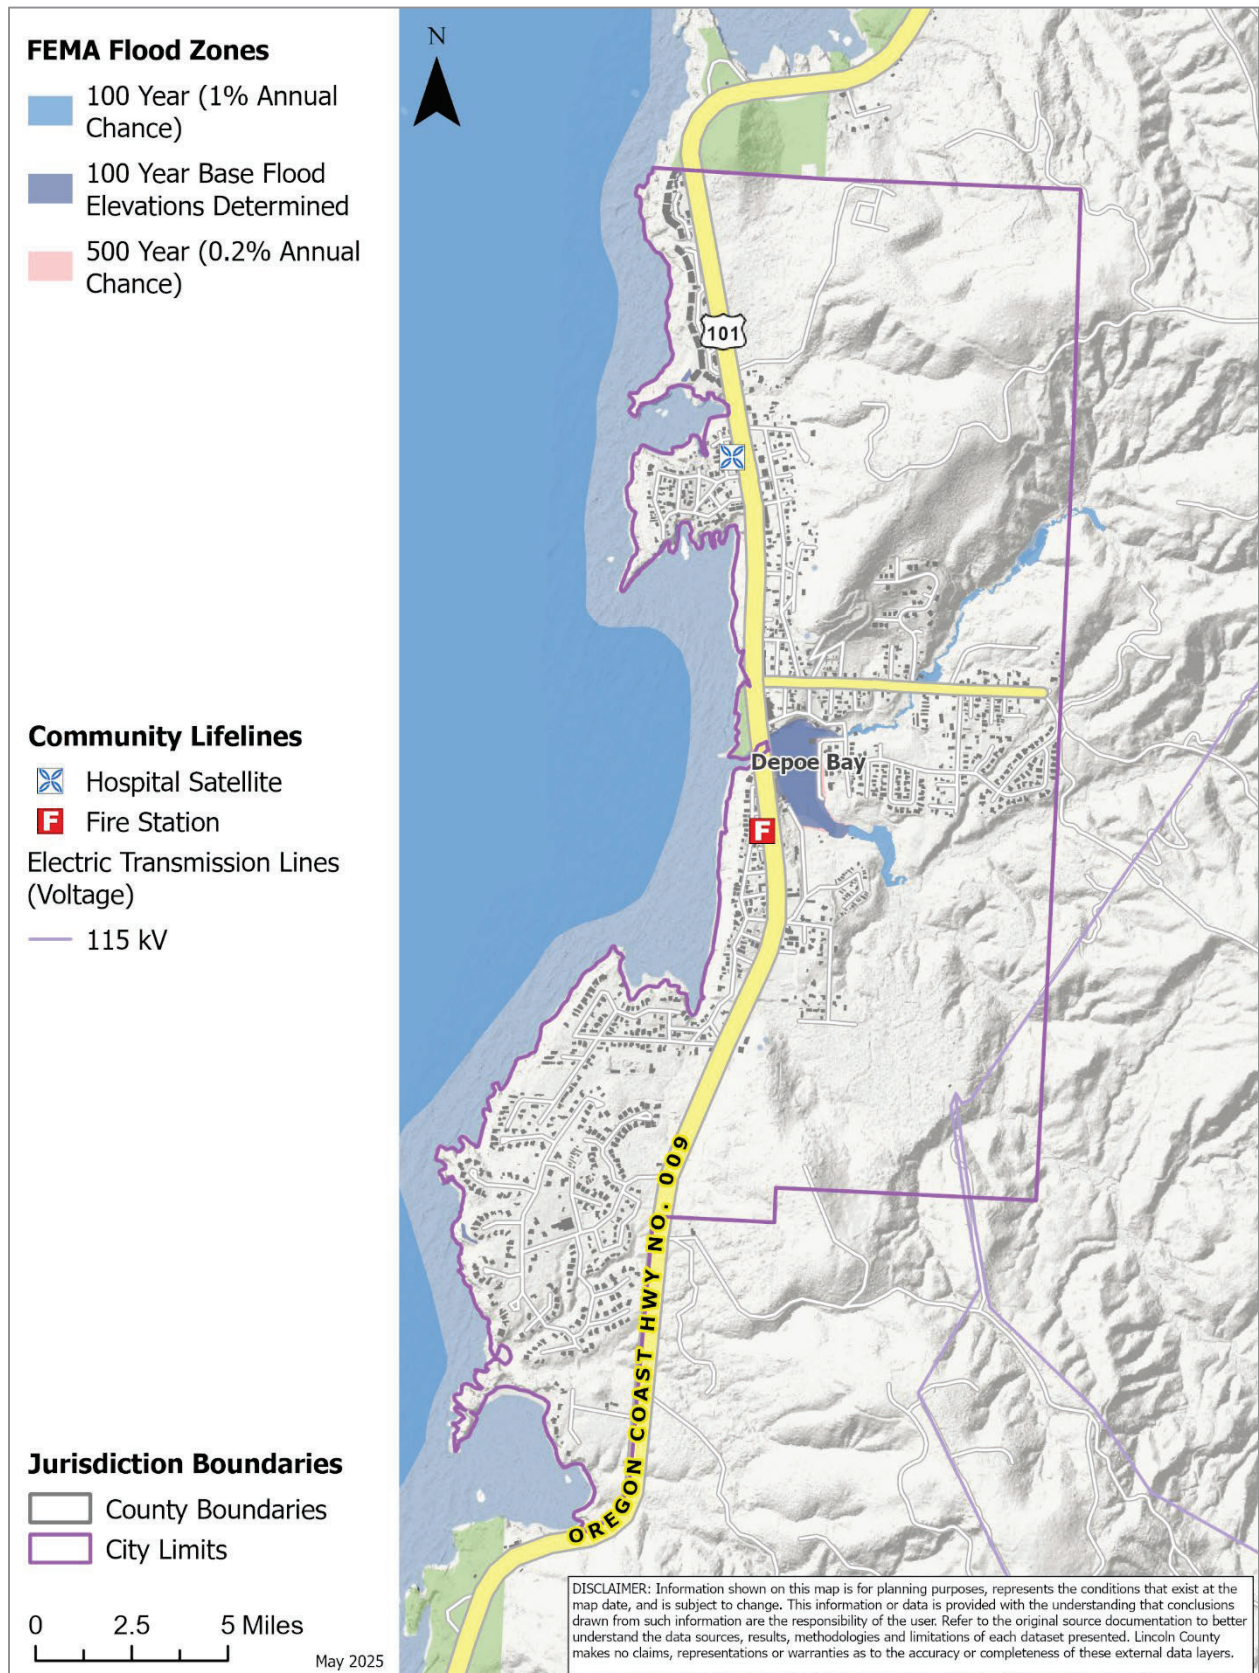 FEMA Flood Zones
100 Year (1% Annual
Chance)
100 Year Base Flood
Elevations Determined
500 Year (0.2% Annual
Chance)
Community Lifelines
Hospital Satellite
F Fire Station
Electric Transmission Lines
(Voltage)
115 kV
Jurisdiction Boundaries
County Boundaries
City Limits
0 2.5 5 Miles
May 2025
N
101
Depoe Bay
F
OREGON COAST HWY NO. 009
DISCLAIMER: Information shown on this map is for planning purposes, represents the conditions that exist at the
map date, and is subject to change. This information or data is provided with the understanding that conclusions
drawn from such information are the responsibility of the user. Refer to the original source documentation to better
understand the data sources, results, methodologies and limitations of each dataset presented. Lincoln County
makes no claims, representations or warranties as to the accuracy or completeness of these external data layers.